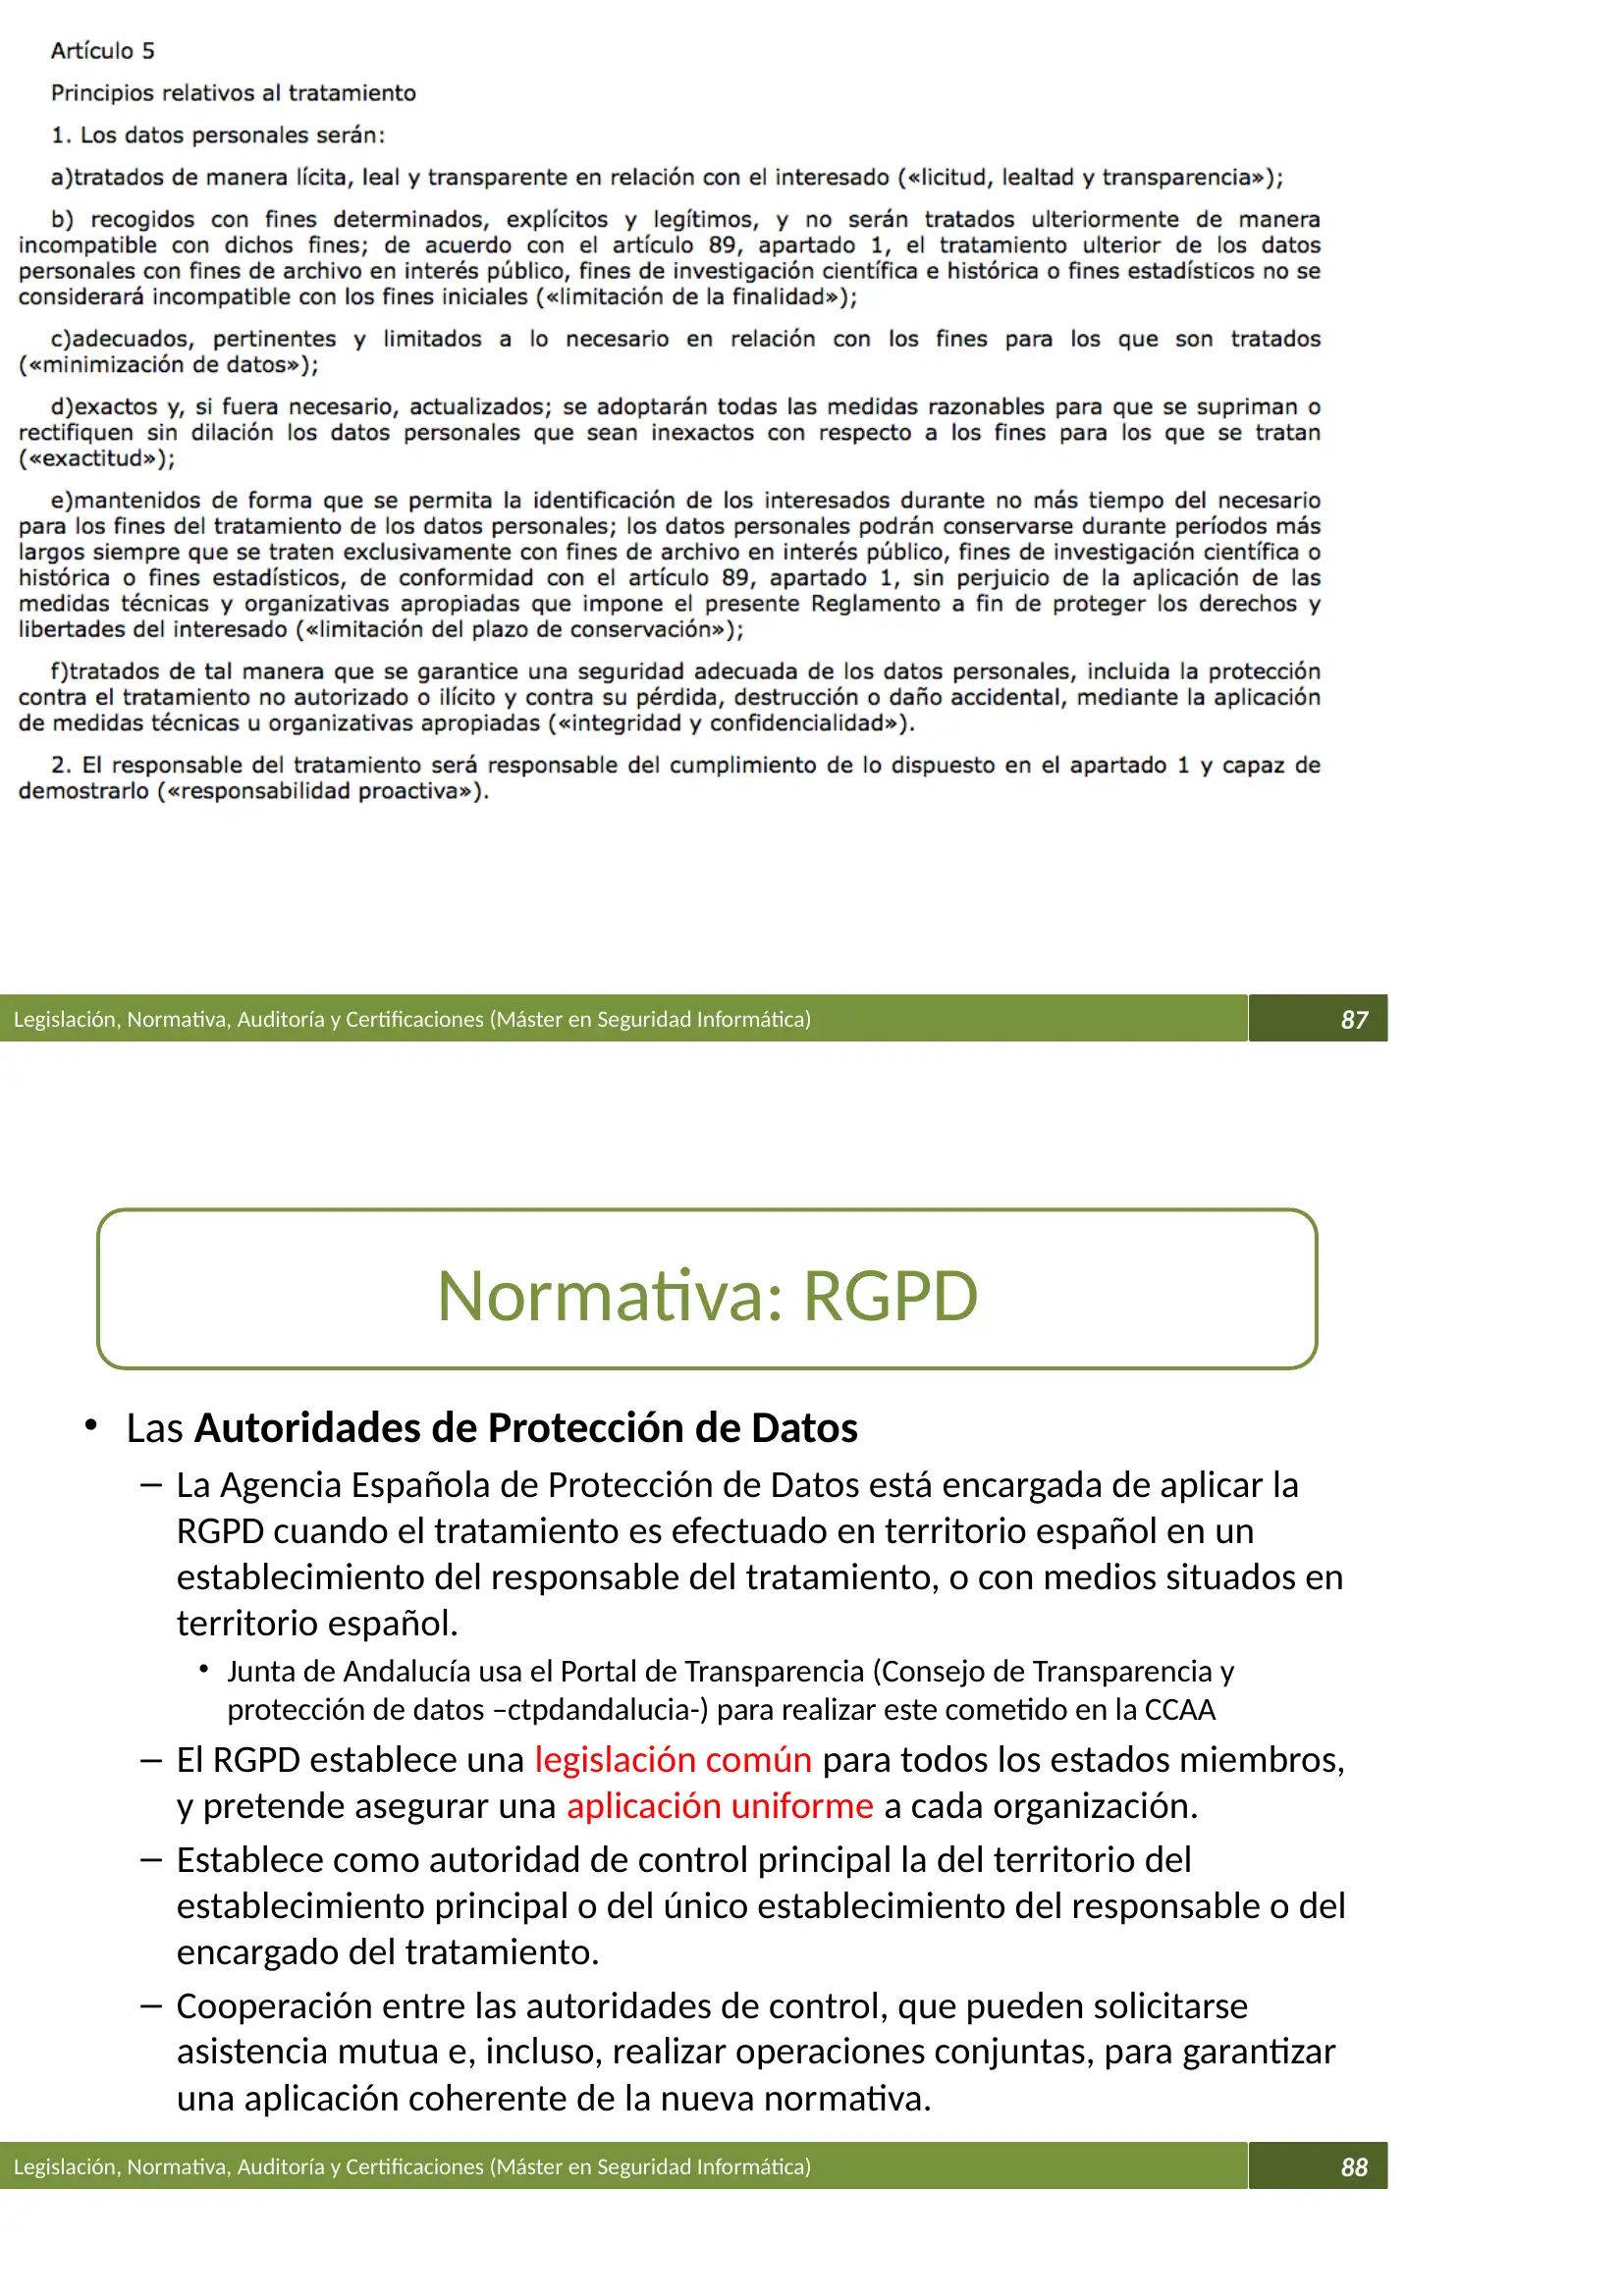 Artículo 5
Principios relativos al tratamiento
1. Los datos personales serán:
a)tratados de manera lícita, leal y transparente en relación con el interesado («licitud, lealtad y transparencia»);
b) recogidos con fines determinados, explícitos y legítimos, y no serán tratados ulteriormente de manera
incompatible con dichos fines; de acuerdo con el artículo 89, apartado 1, el tratamiento ulterior de los datos
personales con fines de archivo en interés público, fines de investigación científica e histórica o fines estadísticos no se
considerará incompatible con los fines iniciales («limitación de la finalidad»);
c)adecuados, pertinentes y limitados a lo necesario en relación con los fines para los que son tratados
(«minimización de datos»);
d)exactos y, si fuera necesario, actualizados; se adoptarán todas las medidas razonables para que se supriman o
rectifiquen sin dilación los datos personales que sean inexactos con respecto a los fines para los que se tratan
(«exactitud»);
e)mantenidos de forma que se permita la identificación de los interesados durante no más tiempo del necesario
para los fines del tratamiento de los datos personales; los datos personales podrán conservarse durante períodos más
largos siempre que se traten exclusivamente con fines de archivo en interés público, fines de investigación científica o
histórica o fines estadísticos, de conformidad con el artículo 89, apartado 1, sin perjuicio de la aplicación de las
medidas técnicas y organizativas apropiadas que impone el presente Reglamento a fin de proteger los derechos y
libertades del interesado («limitación del plazo de conservación»);
f)tratados de tal manera que se garantice una seguridad adecuada de los datos personales, incluida la protección
contra el tratamiento no autorizado o ilícito y contra su pérdida, destrucción o daño accidental, mediante la aplicación
de medidas técnicas u organizativas apropiadas («integridad y confidencialidad»).
2. El responsable del tratamiento será responsable del cumplimiento de lo dispuesto en el apartado 1 y capaz de
demostrarlo («responsabilidad proactiva»).
Legislación, Normativa, Auditoría y Certificaciones (Máster en Seguridad Informática) 87
Normativa: RGPD
• Las Autoridades de Protección de Datos
– La Agencia Española de Protección de Datos está encargada de aplicar la
RGPD cuando el tratamiento es efectuado en territorio español en un
establecimiento del responsable del tratamiento, o con medios situados en
territorio español.
• Junta de Andalucía usa el Portal de Transparencia (Consejo de Transparencia y
protección de datos –ctpdandalucia-) para realizar este cometido en la CCAA
– El RGPD establece una legislación común para todos los estados miembros,
y pretende asegurar una aplicación uniforme a cada organización.
– Establece como autoridad de control principal la del territorio del
establecimiento principal o del único establecimiento del responsable o del
encargado del tratamiento.
– Cooperación entre las autoridades de control, que pueden solicitarse
asistencia mutua e, incluso, realizar operaciones conjuntas, para garantizar
una aplicación coherente de la nueva normativa.
Legislación, Normativa, Auditoría y Certificaciones (Máster en Seguridad Informática) 88